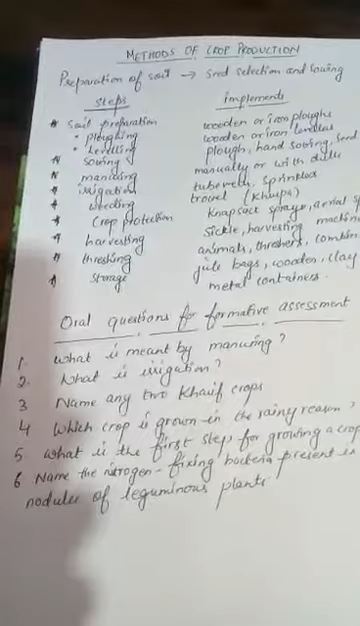 METHODS OF CROP PRODUCTION
Preparation of soil → Seed selection and sowing
Steps Implements
* Soil preparation
• Ploughing wooden or iron ploughs
• Levelling wooden or iron levellers
* Sowing plough, hand sowing, seed
* manuring manually or with
* irrigation tubewells, sprinklers
* weeding trowel (Khurpa)
* Crop protection Knapsack sprays, aerial sp
* harvesting Sickle, harvesting machine
* threshing animals, threshers, combin
* Storage jute bags, wooden, clay
metal containers.
Oral questions for formative assessment
1. What is meant by manuring?
2. What is irrigation?
3 Name any two Kharif crops
4 Which crop is grown in the rainy reason?
5. What is the first step for growing a crop
6 Name the nitrogen-fixing bacteria present in
nodules of leguminous plants